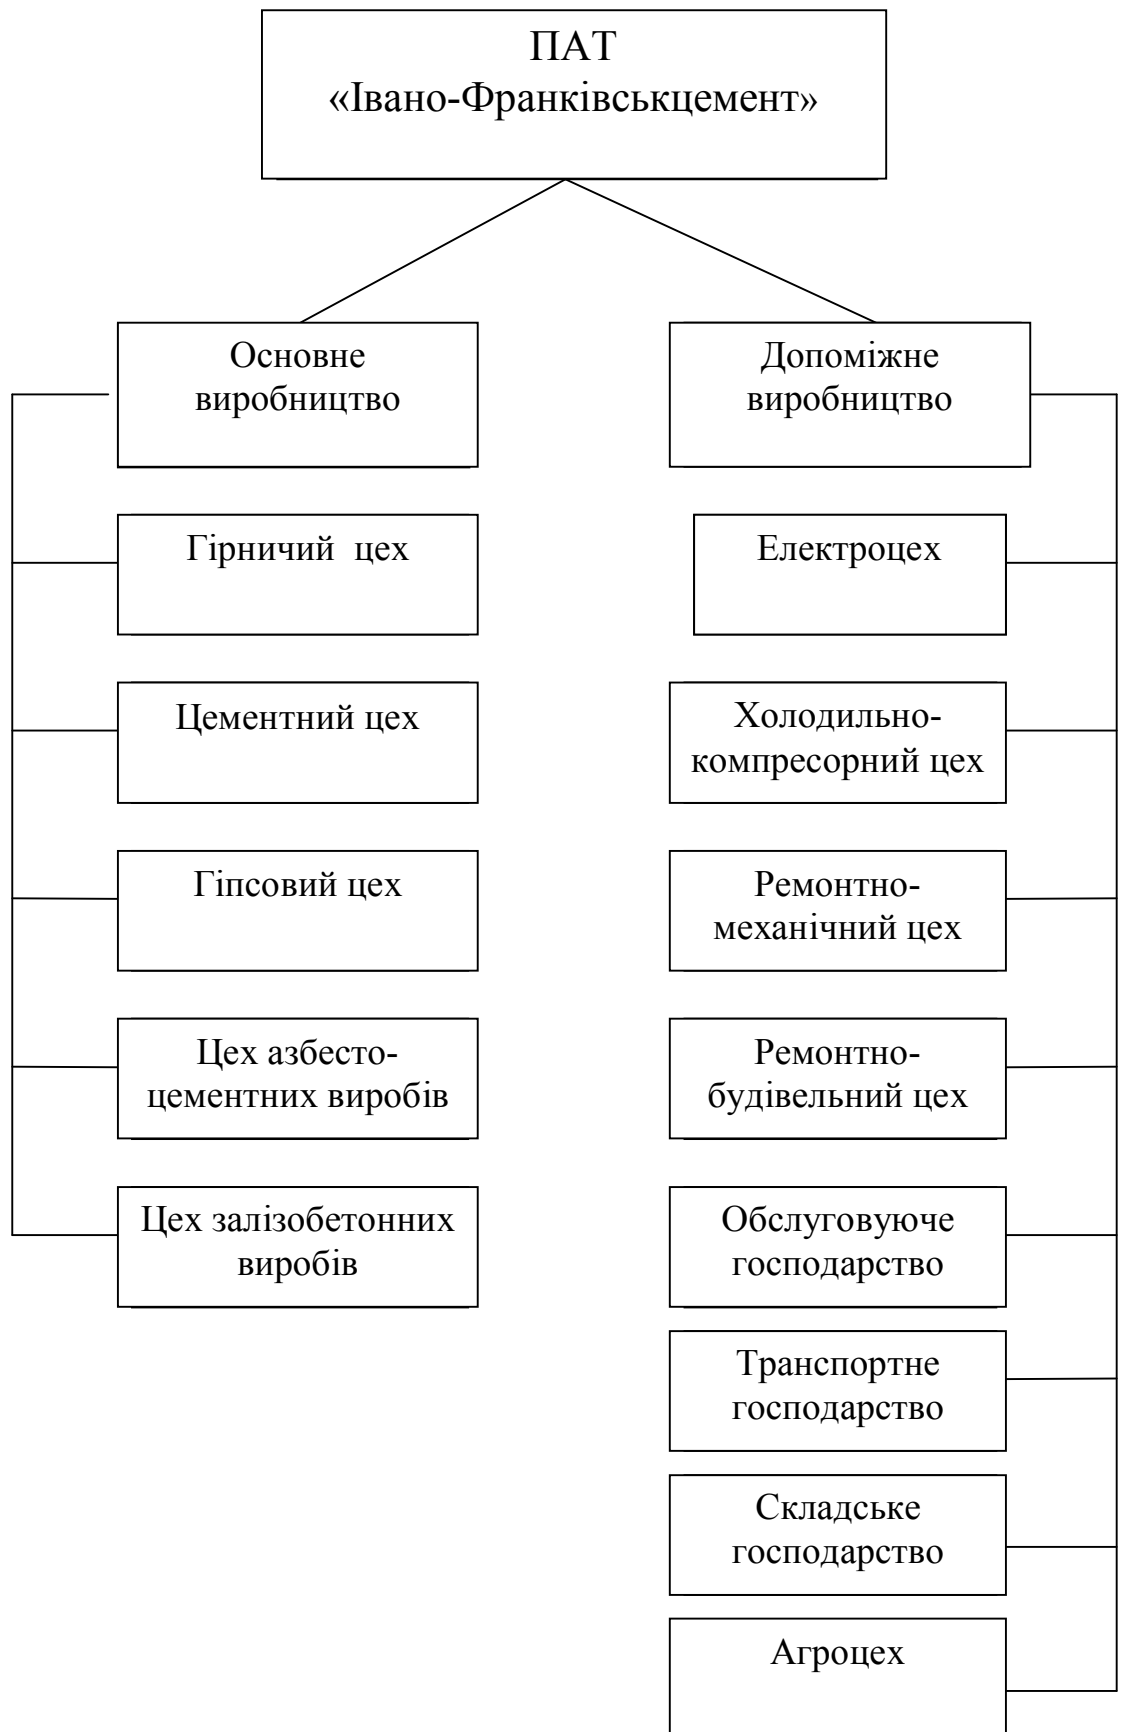 ПАТ
«Івано-Франківськцемент»
Основне
виробництво
Гірничий цех
Цементний цех
Гіпсовий цех
Цех азбесто-
цементних виробів
Цех залізобетонних
виробів
Допоміжне
виробництво
Електроцех
Холодильно-
компресорний цех
Ремонтно-
механічний цех
Ремонтно-
будівельний цех
Обслуговуюче
господарство
Транспортне
господарство
Складське
господарство
Агроцех